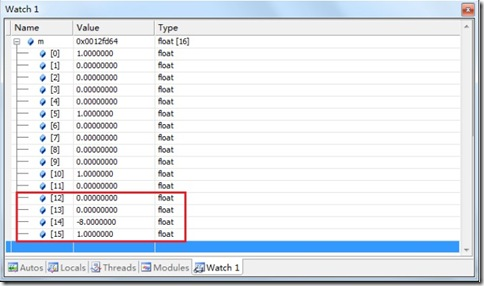 Watch 1
Name Value Type
m 0x0012fd64 float [16]
[0] 1.0000000 float
[1] 0.00000000 float
[2] 0.00000000 float
[3] 0.00000000 float
[4] 0.00000000 float
[5] 1.0000000 float
[6] 0.00000000 float
[7] 0.00000000 float
[8] 0.00000000 float
[9] 0.00000000 float
[10] 1.0000000 float
[11] 0.00000000 float
[12] 0.00000000 float
[13] 0.00000000 float
[14] -8.0000000 float
[15] 1.0000000 float
Autos Locals Threads Modules Watch 1